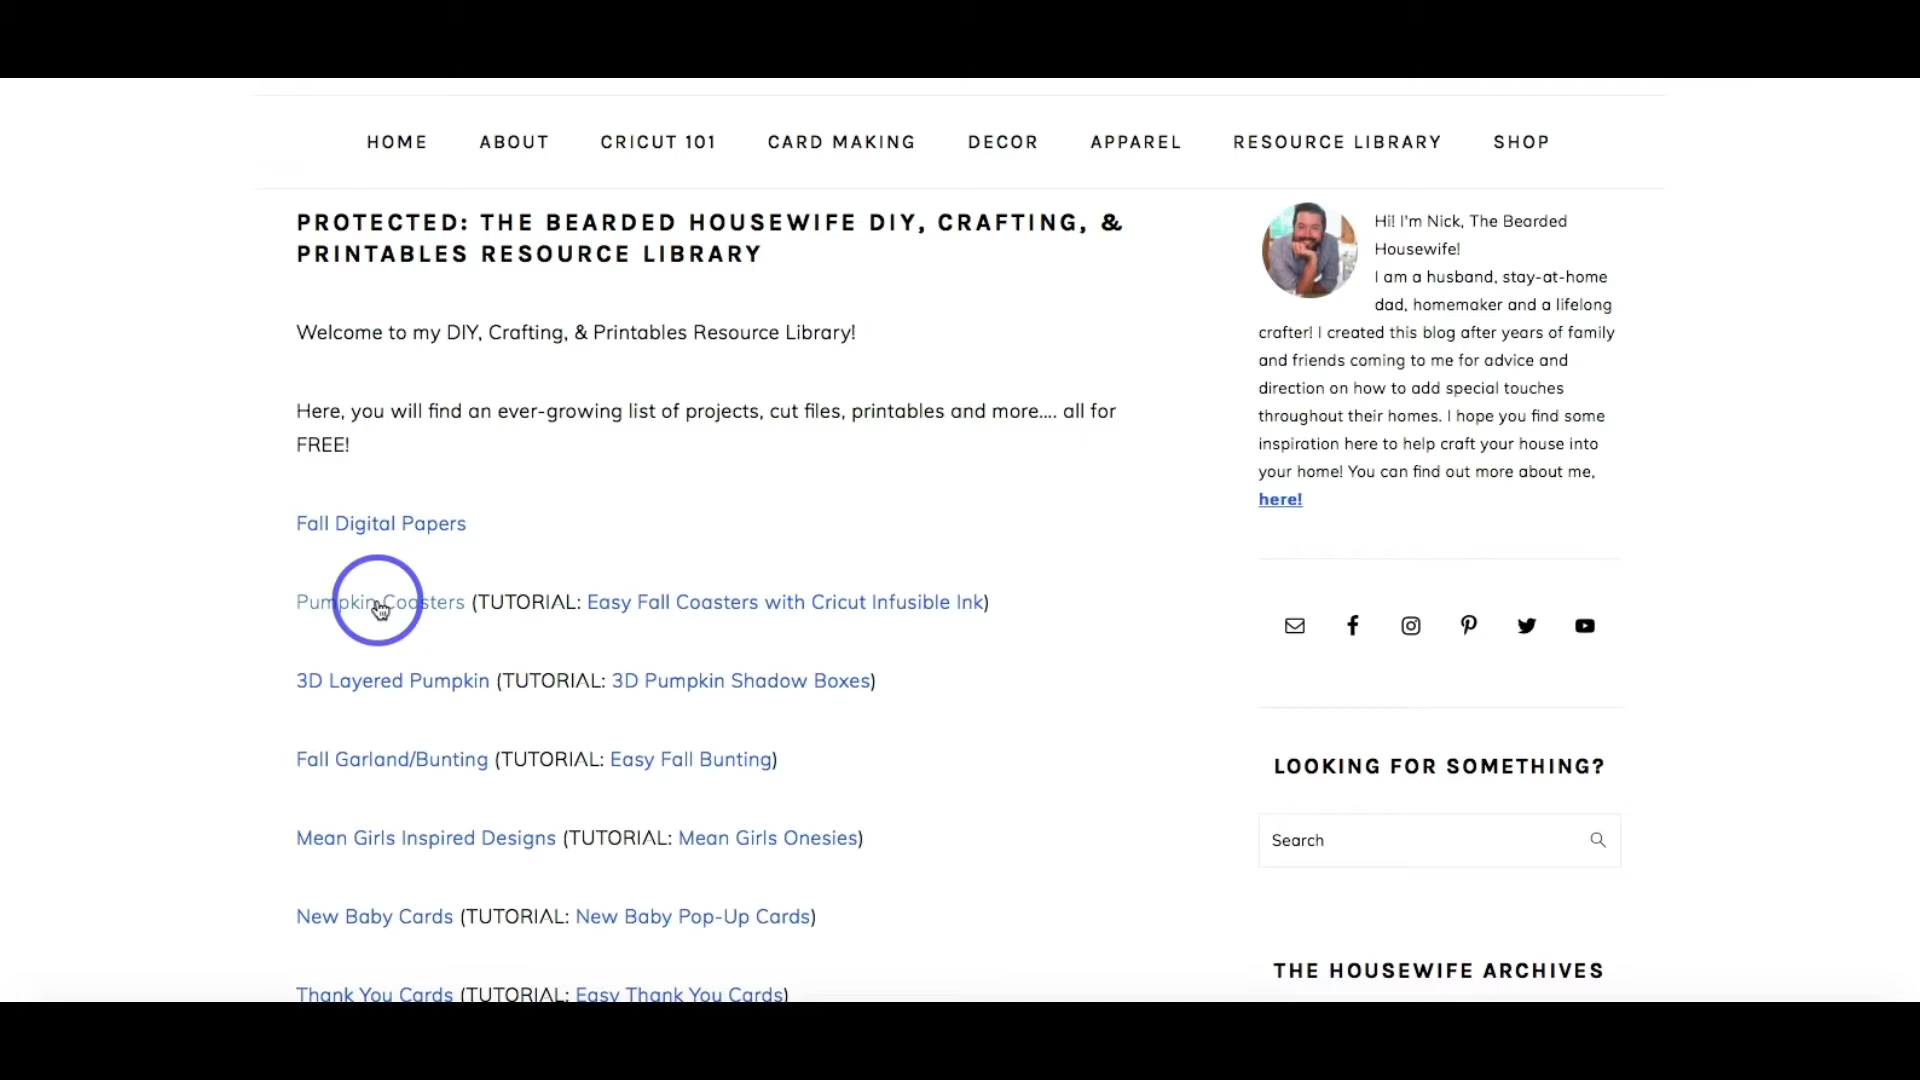 HOME ABOUT CRICUT 101 CARD MAKING DECOR APPAREL RESOURCE LIBRARY SHOP
PROTECTED: THE BEARDED HOUSEWIFE DIY, CRAFTING, &
PRINTABLES RESOURCE LIBRARY
Welcome to my DIY, Crafting, & Printables Resource Library!
Here, you will find an ever-growing list of projects, cut files, printables and more.... all for
FREE!
Fall Digital Papers
Pumpkin Coasters (TUTORIAL: Easy Fall Coasters with Cricut Infusible Ink)
3D Layered Pumpkin (TUTORIAL: 3D Pumpkin Shadow Boxes)
Fall Garland/Bunting (TUTORIAL: Easy Fall Bunting)
Mean Girls Inspired Designs (TUTORIAL: Mean Girls Onesies)
New Baby Cards (TUTORIAL: New Baby Pop-Up Cards)
Thank You Cards (TUTORIAL: Easy Thank You Cards)
Hi! I'm Nick, The Bearded
Housewife!
I am a husband, stay-at-home
dad, homemaker and a lifelong
crafter! I created this blog after years of family
and friends coming to me for advice and
direction on how to add special touches
throughout their homes. I hope you find some
inspiration here to help craft your house into
your home! You can find out more about me,
here!
LOOKING FOR SOMETHING?
Search
THE HOUSEWIFE ARCHIVES